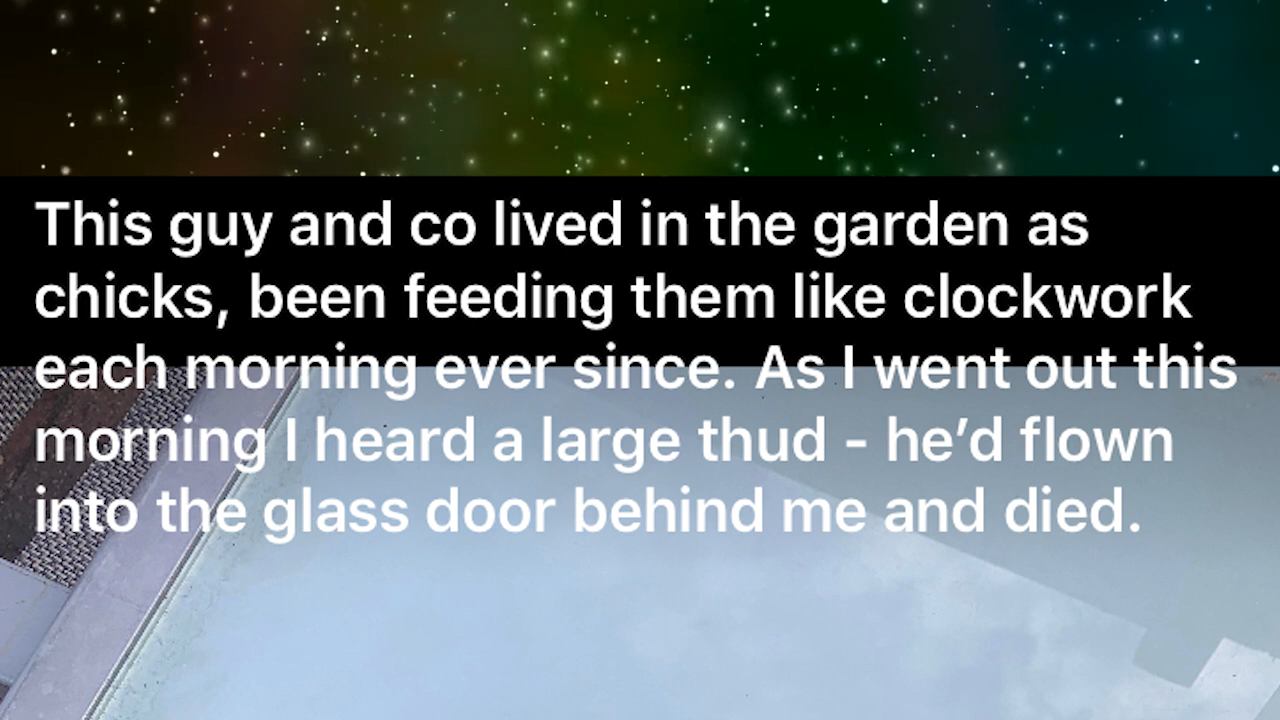 This guy and co lived in the garden as
chicks, been feeding them like clockwork
each morning ever since. As I went out this
morning I heard a large thud - he’d flown
into the glass door behind me and died.